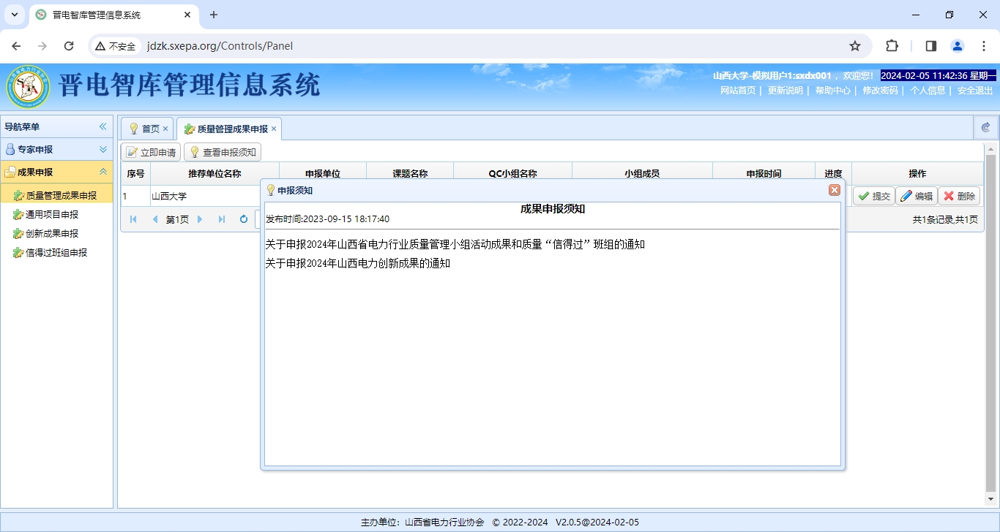 晋电智库管理信息系统
不安全
jdzk.sxepa.org/Controls/Panel
晋电智库管理信息系统
山西大学-模拟用户1:sxdx001 ，欢迎您! 2024-02-05 11:42:36 星期一
网站首页 | 更新说明 | 帮助中心 | 修改密码 | 个人信息 | 安全退出
导航菜单
专家申报
成果申报
质量管理成果申报
通用项目申报
创新成果申报
信得过班组申报
首页
质量管理成果申报
立即申请
查看申报须知
序号 推荐单位名称 申报单位 课题名称 QC小组名称 小组成员 申报时间 进度 操作
1 山西大学 提交 编辑 删除
第1页
共1条记录,共1页
申报须知
成果申报须知
发布时间:2023-09-15 18:17:40
关于申报2024年山西省电力行业质量管理小组活动成果和质量“信得过”班组的通知
关于申报2024年山西电力创新成果的通知
主办单位：山西省电力行业协会 © 2022-2024 V2.0.5@2024-02-05